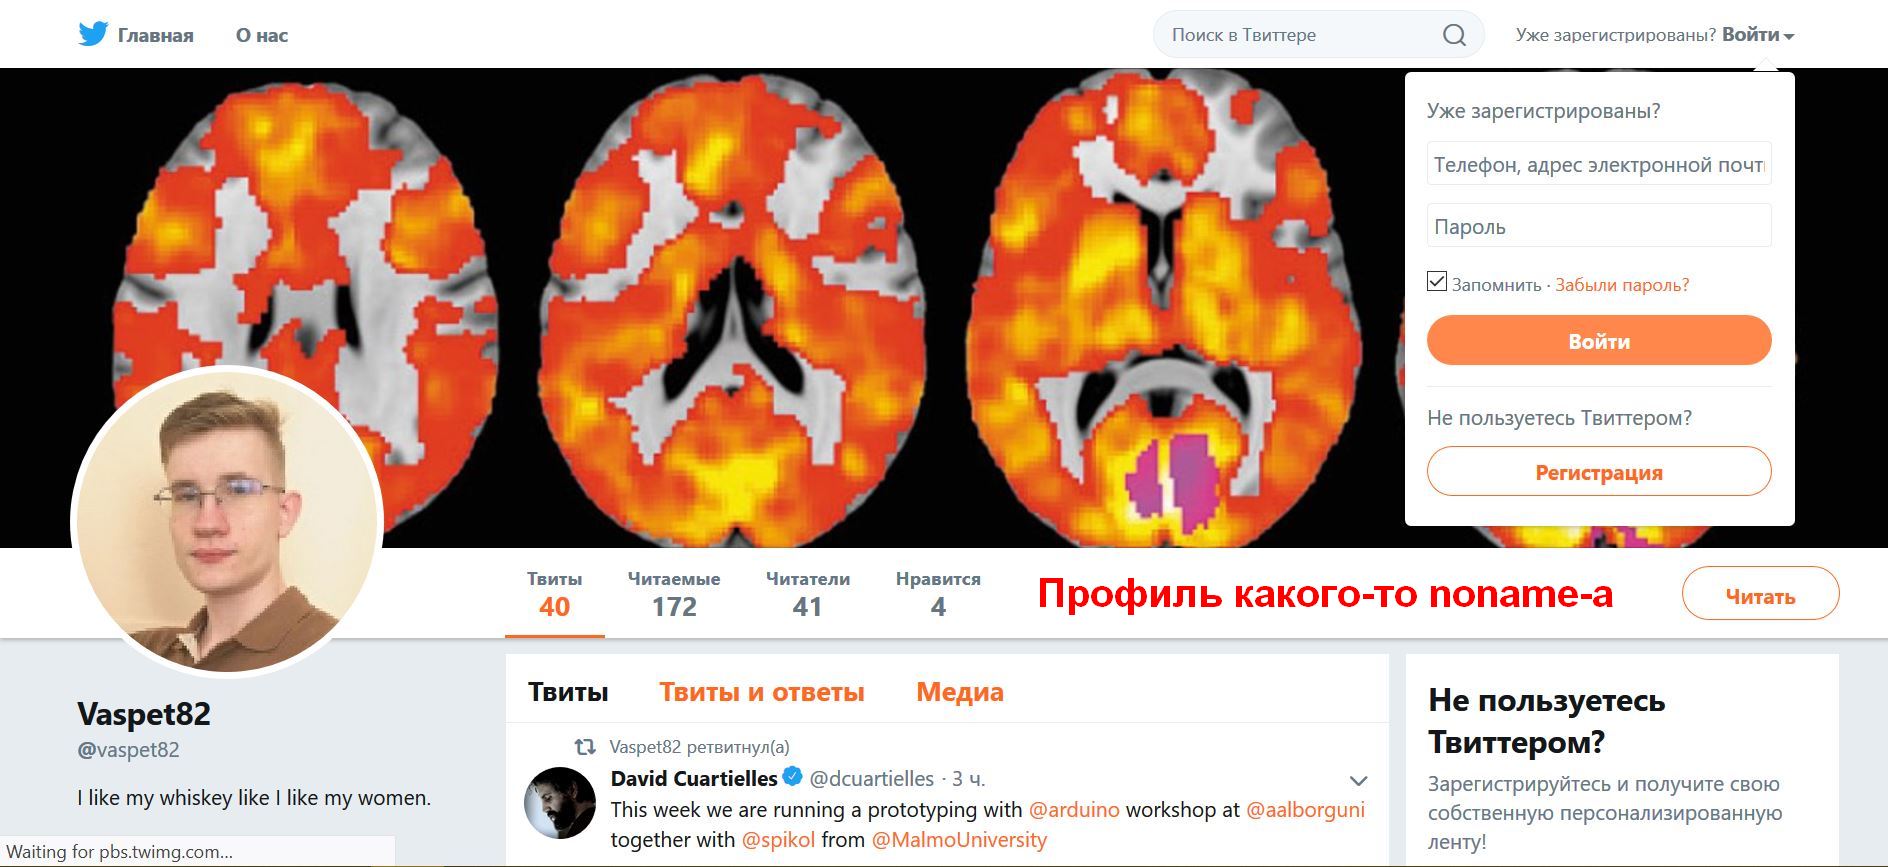 Главная
О нас
Поиск в Твиттере
Уже зарегистрированы? Войти
Уже зарегистрированы?
Телефон, адрес электронной почт
Пароль
Запомнить · Забыли пароль?
Войти
Не пользуетесь Твиттером?
Регистрация
Твиты
40
Читаемые
172
Читатели
41
Нравится
4
Профиль какого-то noname-а
Читать
Vaspet82
@vaspet82
I like my whiskey like I like my women.
Твиты
Твиты и ответы
Медиа
Vaspet82 ретвитнул(а)
David Cuartielles @dcuartielles · 3 ч.
This week we are running a prototyping with @arduino workshop at @aalborguni
together with @spikol from @MalmoUniversity
Не пользуетесь
Твиттером?
Зарегистрируйтесь и получите свою
собственную персонализированную
ленту!
Waiting for pbs.twimg.com...